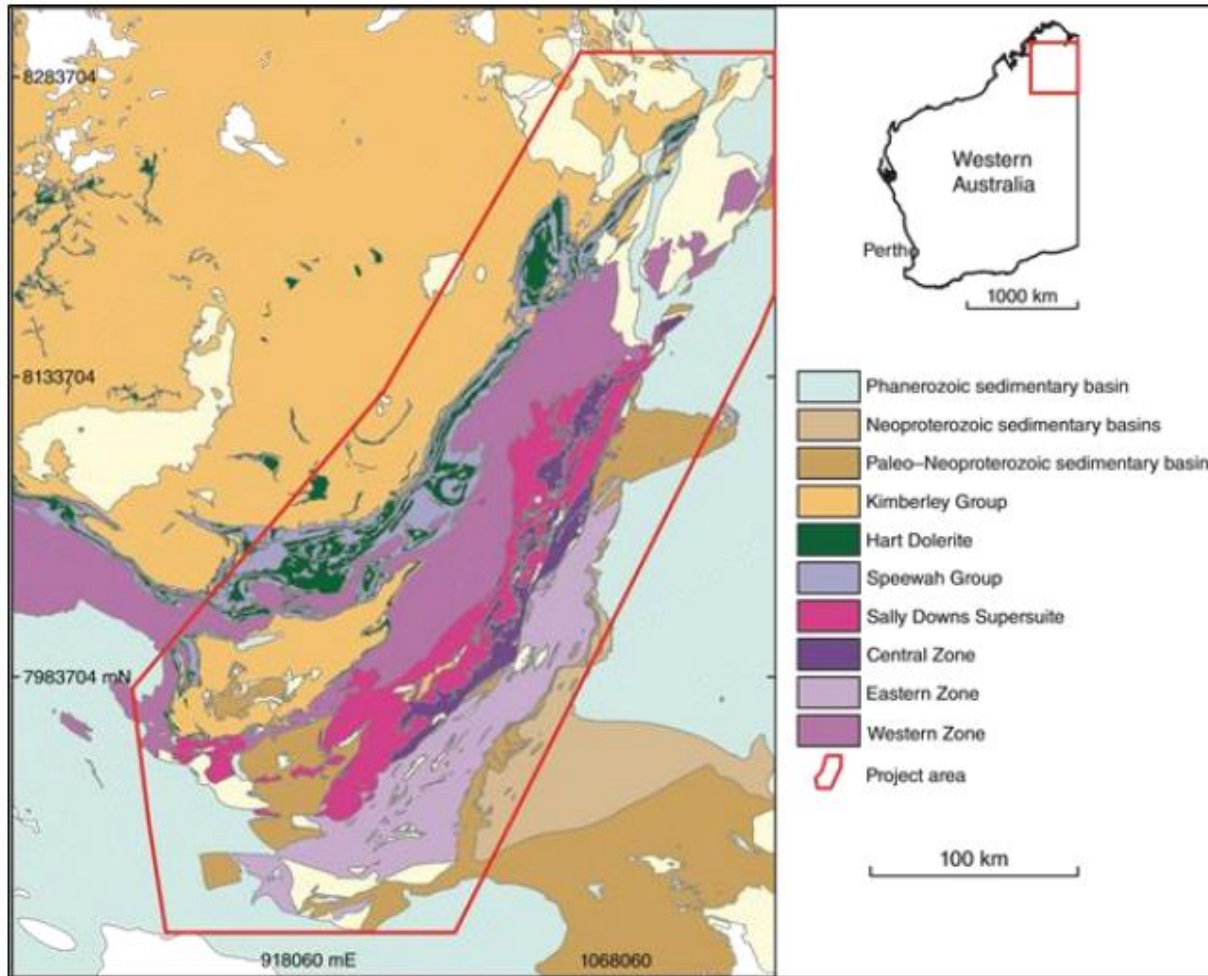 8283704
8133704
7983704 mN
918060 mE
1068060
Western
Australia
Perth
1000 km
Phanerozoic sedimentary basin
Neoproterozoic sedimentary basins
Paleo–Neoproterozoic sedimentary basin
Kimberley Group
Hart Dolerite
Speewah Group
Sally Downs Supersuite
Central Zone
Eastern Zone
Western Zone
Project area
100 km